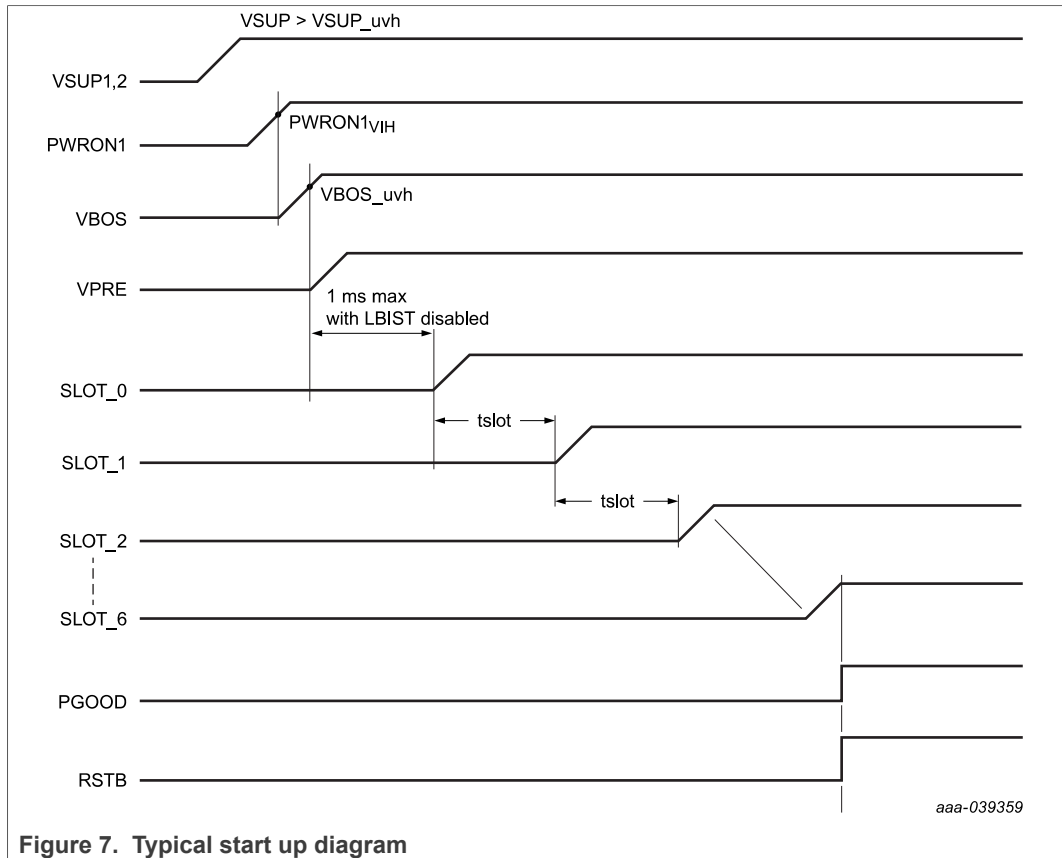 VSUP > VSUP_uvh
VSUP1,2
PWRON1VIH
PWRON1
VBOS_uvh
VBOS
VPRE
1 ms max
with LBIST disabled
SLOT_0
tslot
SLOT_1
tslot
SLOT_2
SLOT_6
PGOOD
RSTB
aaa-039359
Figure 7. Typical start up diagram